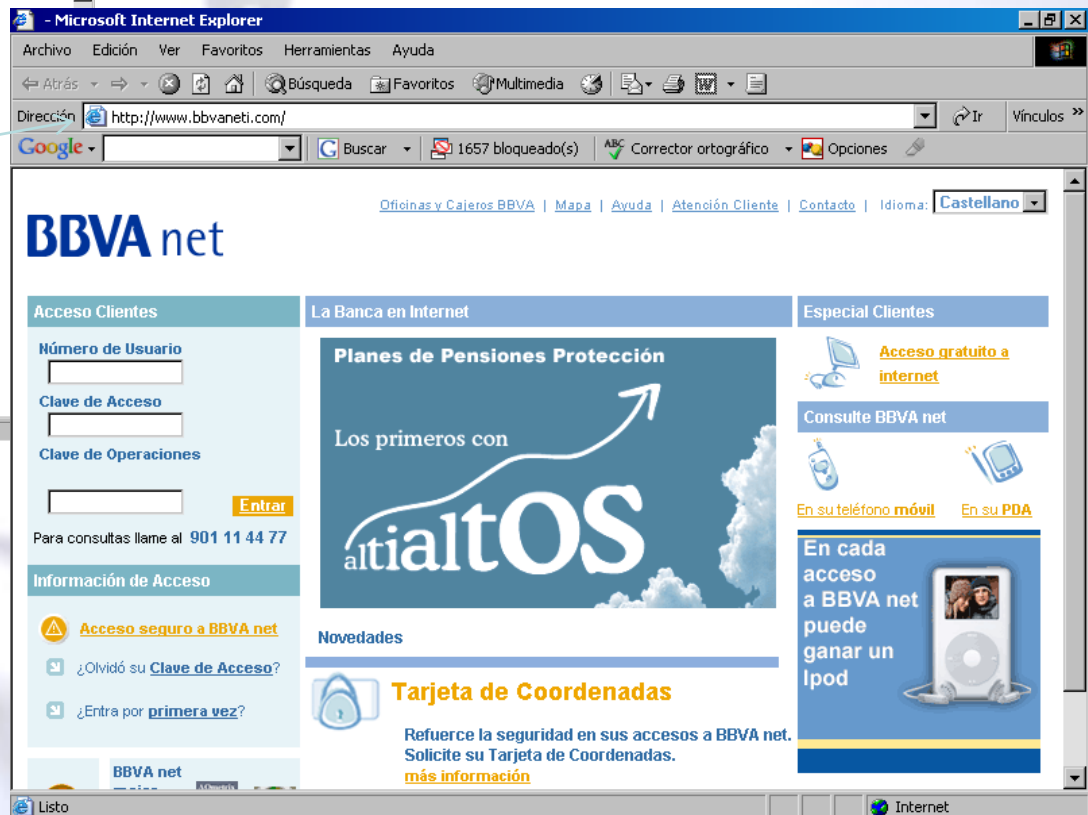 - Microsoft Internet Explorer
Archivo Edición Ver Favoritos Herramientas Ayuda
Atrás Búsqueda Favoritos Multimedia
Dirección http://www.bbvaneti.com/ Ir Vínculos »
Google Buscar 1657 bloqueado(s) ABC Corrector ortográfico Opciones
Oficinas y Cajeros BBVA | Mapa | Ayuda | Atención Cliente | Contacto | Idioma: Castellano
BBVA net
Acceso Clientes
Número de Usuario
Clave de Acceso
Clave de Operaciones
Entrar
Para consultas llame al 901 11 44 77
Información de Acceso
Acceso seguro a BBVA net
¿Olvidó su Clave de Acceso?
¿Entra por primera vez?
BBVA net
La Banca en Internet
Planes de Pensiones Protección
Los primeros con
altialtOS
Novedades
Tarjeta de Coordenadas
Refuerce la seguridad en sus accesos a BBVA net.
Solicite su Tarjeta de Coordenadas.
más información
Especial Clientes
Acceso gratuito a
internet
Consulte BBVA net
En su teléfono móvil En su PDA
En cada
acceso
a BBVA net
puede
ganar un
Ipod
Listo Internet